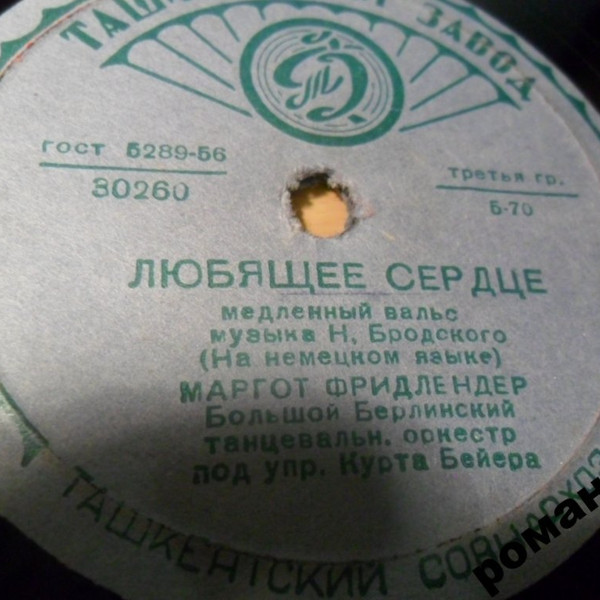 ЗАВОД
ГОСТ 5289-56
30260
третья гр.
Б-70
ЛЮБЯЩЕЕ СЕРДЦЕ
медленный вальс
музыка Н. Бродского
(На немецком языке)
МАРГОТ ФРИДЛЕНДЕР
Большой Берлинский
танцевальн. оркестр
под упр. Курта Бейера
ТАШКЕНТСКИЙ СОВНАРХОЗ
роман